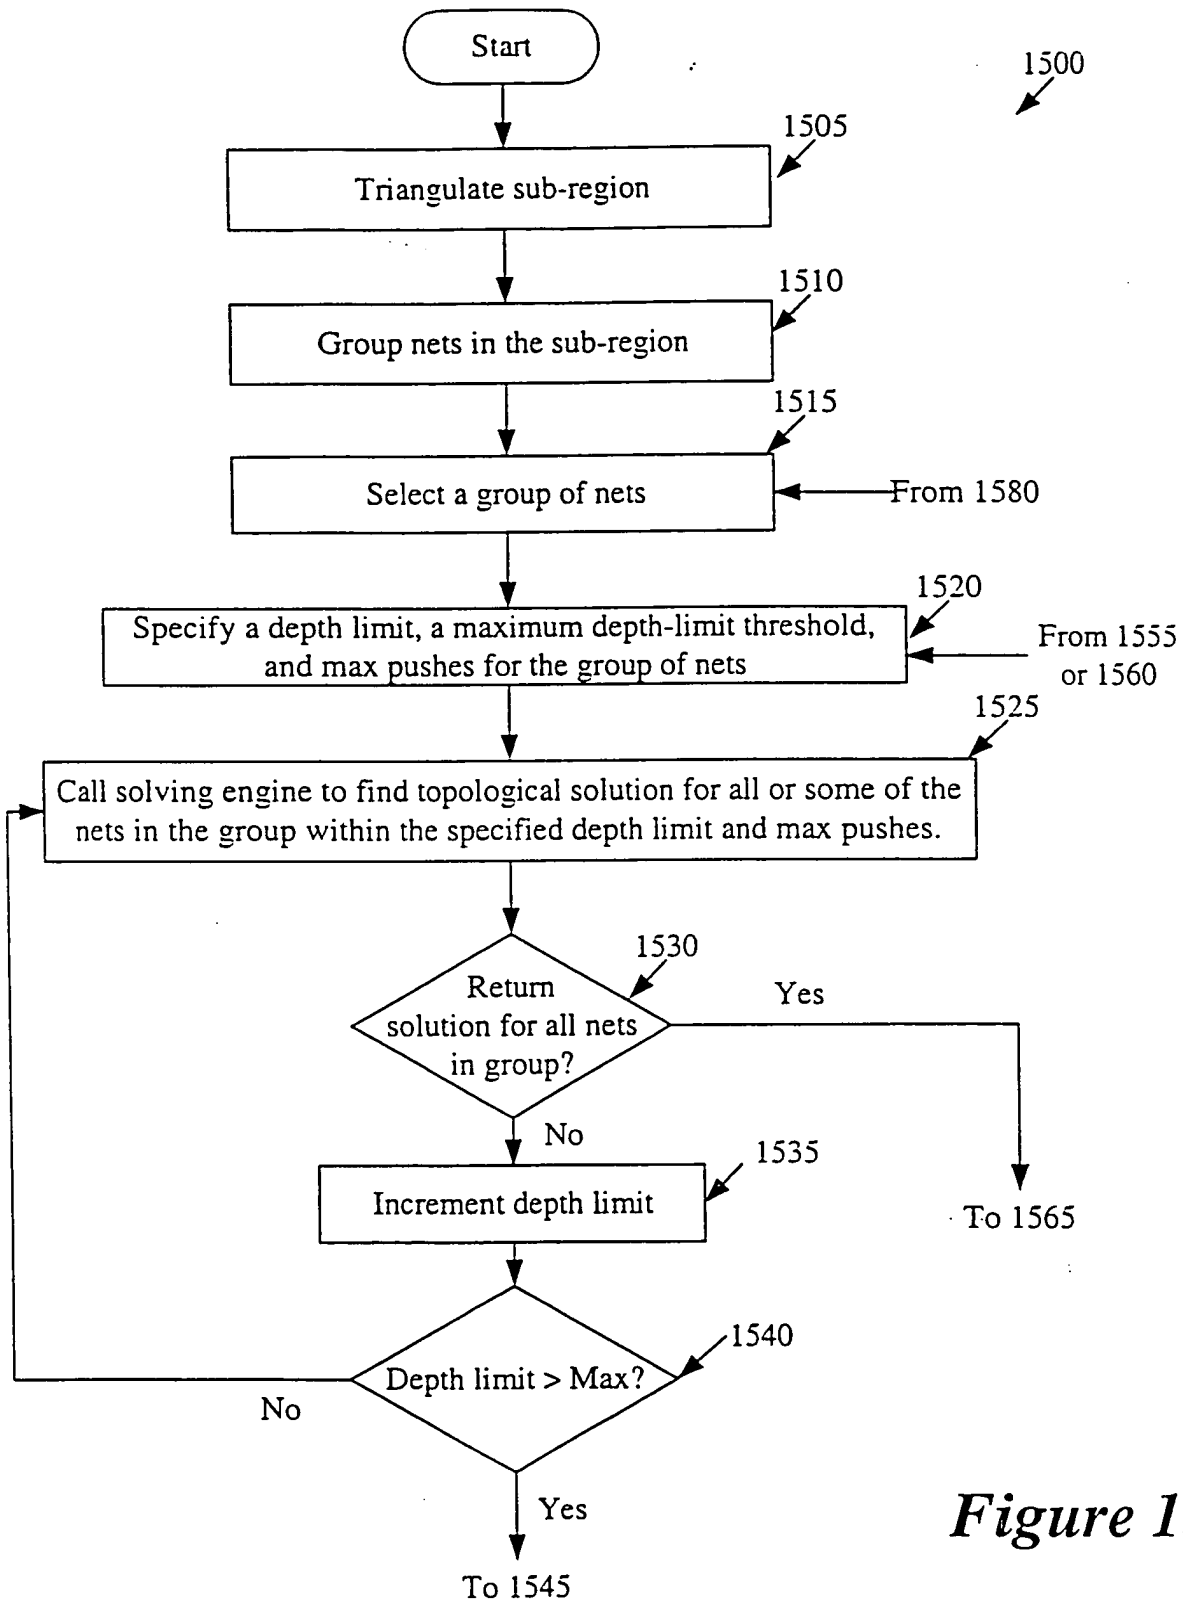 Start
1500
1505
Triangulate sub-region
1510
Group nets in the sub-region
1515
Select a group of nets
From 1580
1520
Specify a depth limit, a maximum depth-limit threshold,
and max pushes for the group of nets
From 1555
or 1560
1525
Call solving engine to find topological solution for all or some of the
nets in the group within the specified depth limit and max pushes.
1530
Return
solution for all nets
in group?
Yes
No
1535
Increment depth limit
To 1565
1540
Depth limit > Max?
No
Yes
To 1545
Figure 1